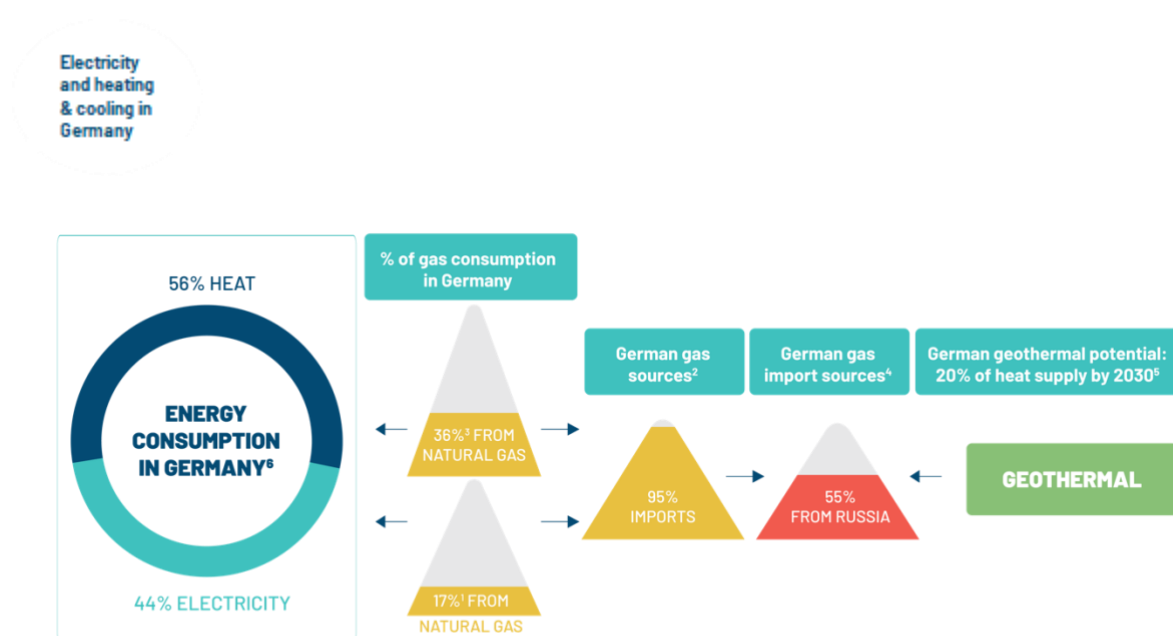 Electricity
and heating
& cooling in
Germany
56% HEAT
ENERGY
CONSUMPTION
IN GERMANY⁶
44% ELECTRICITY
% of gas consumption
in Germany
36%³ FROM
NATURAL GAS
17%¹ FROM
NATURAL GAS
German gas
sources²
95%
IMPORTS
German gas
import sources⁴
55%
FROM RUSSIA
German geothermal potential:
20% of heat supply by 2030⁵
GEOTHERMAL